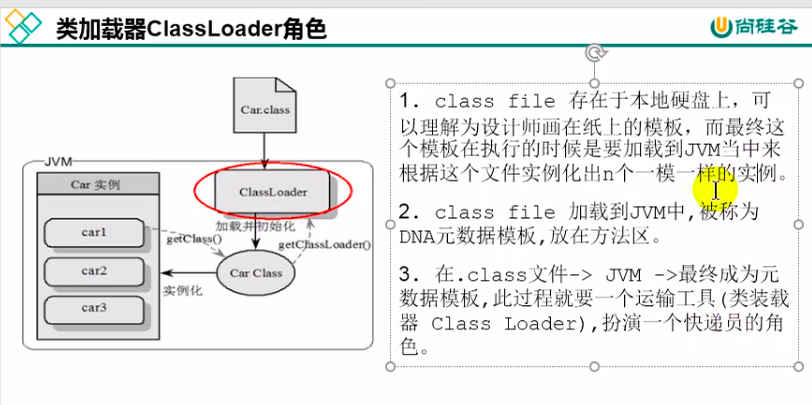 类加载器ClassLoader角色
尚硅谷
Car.class
JVM
Car 实例
ClassLoader
car1
加载并初始化
getClass()
getClassLoader()
car2
Car Class
实例化
car3
1. class file 存在于本地硬盘上，可
以理解为设计师画在纸上的模板，而最终这
个模板在执行的时候是要加载到JVM当中来
根据这个文件实例化出n个一模一样的实例。
2. class file 加载到JVM中,被称为
DNA元数据模板,放在方法区。
3. 在.class文件-> JVM ->最终成为元
数据模板,此过程就要一个运输工具(类装载
器 Class Loader),扮演一个快递员的角
色。